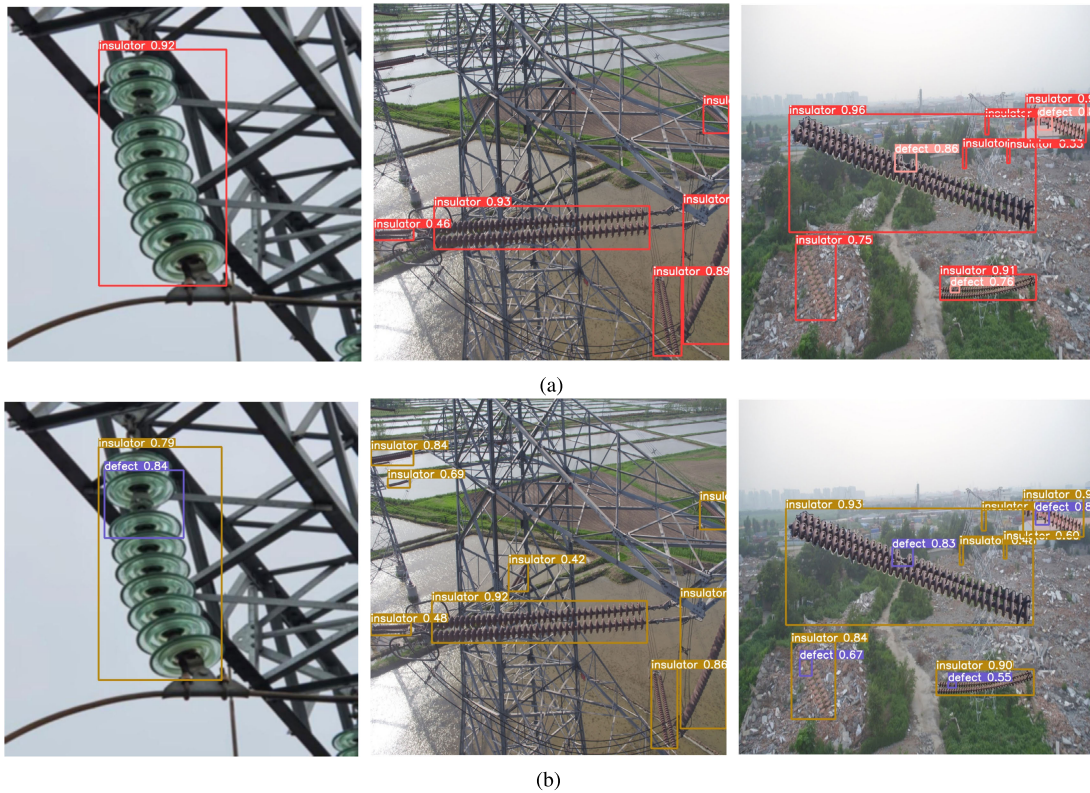 insulator 0.92
insulator 0.93
insulator 0.46
insulator 0.89
insulator 0.96
defect 0.86
insulator 0.75
insulator 0.91
defect 0.76
(a)
insulator 0.79
defect 0.84
insulator 0.84
insulator 0.69
insulator 0.42
insulator 0.92
insulator 0.48
insulator 0.86
insulator 0.93
defect 0.83
insulator 0.60
insulator 0.84
defect 0.67
insulator 0.90
defect 0.55
(b)